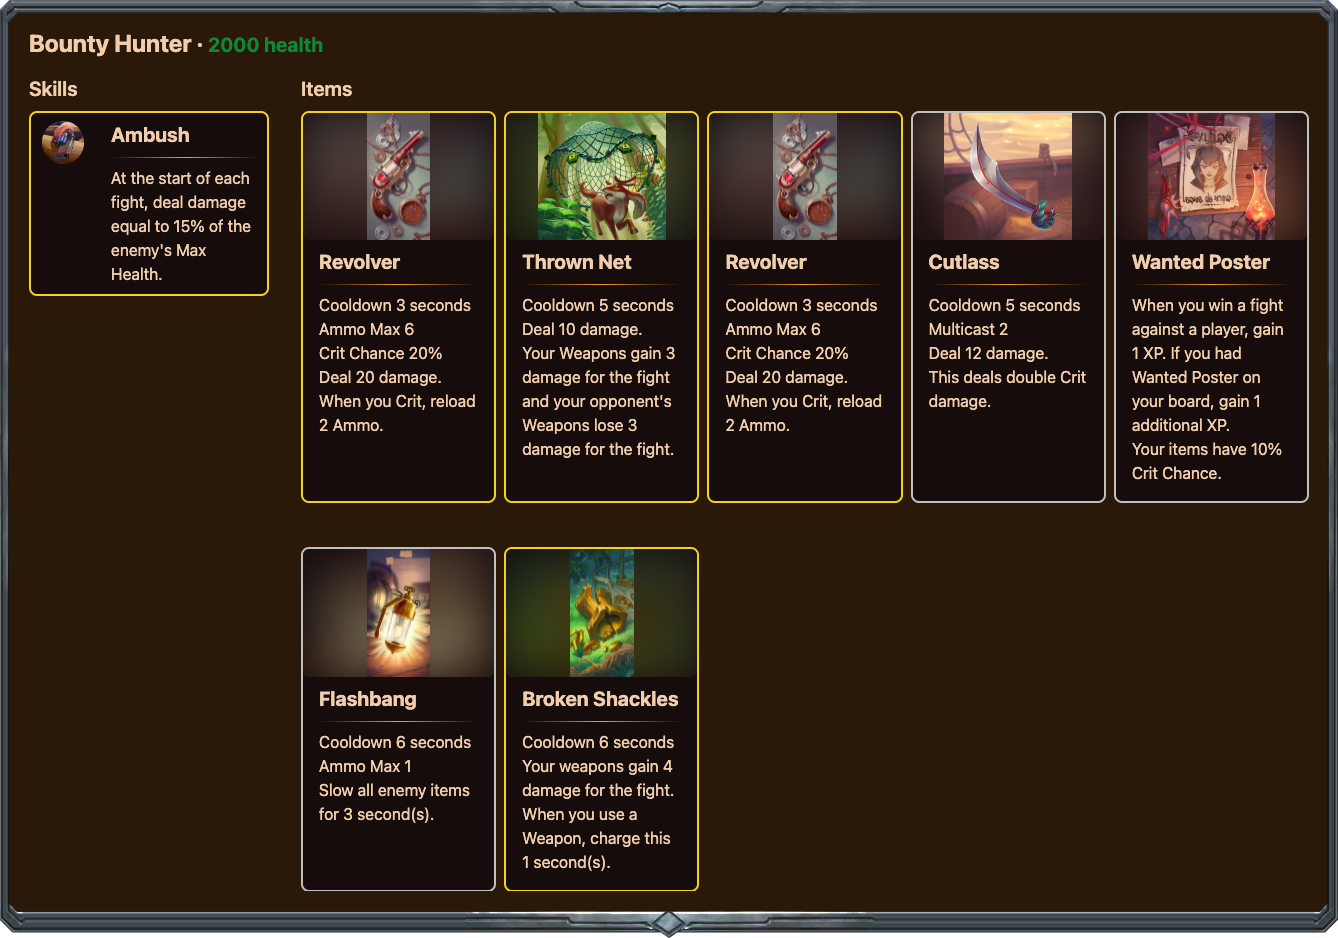 Bounty Hunter · 2000 health
Skills
Ambush
At the start of each
fight, deal damage
equal to 15% of the
enemy's Max
Health.
Items
Revolver
Cooldown 3 seconds
Ammo Max 6
Crit Chance 20%
Deal 20 damage.
When you Crit, reload
2 Ammo.
Thrown Net
Cooldown 5 seconds
Deal 10 damage.
Your Weapons gain 3
damage for the fight
and your opponent's
Weapons lose 3
damage for the fight.
Revolver
Cooldown 3 seconds
Ammo Max 6
Crit Chance 20%
Deal 20 damage.
When you Crit, reload
2 Ammo.
Cutlass
Cooldown 5 seconds
Multicast 2
Deal 12 damage.
This deals double Crit
damage.
Wanted Poster
When you win a fight
against a player, gain
1 XP. If you had
Wanted Poster on
your board, gain 1
additional XP.
Your items have 10%
Crit Chance.
Flashbang
Cooldown 6 seconds
Ammo Max 1
Slow all enemy items
for 3 second(s).
Broken Shackles
Cooldown 6 seconds
Your weapons gain 4
damage for the fight.
When you use a
Weapon, charge this
1 second(s).